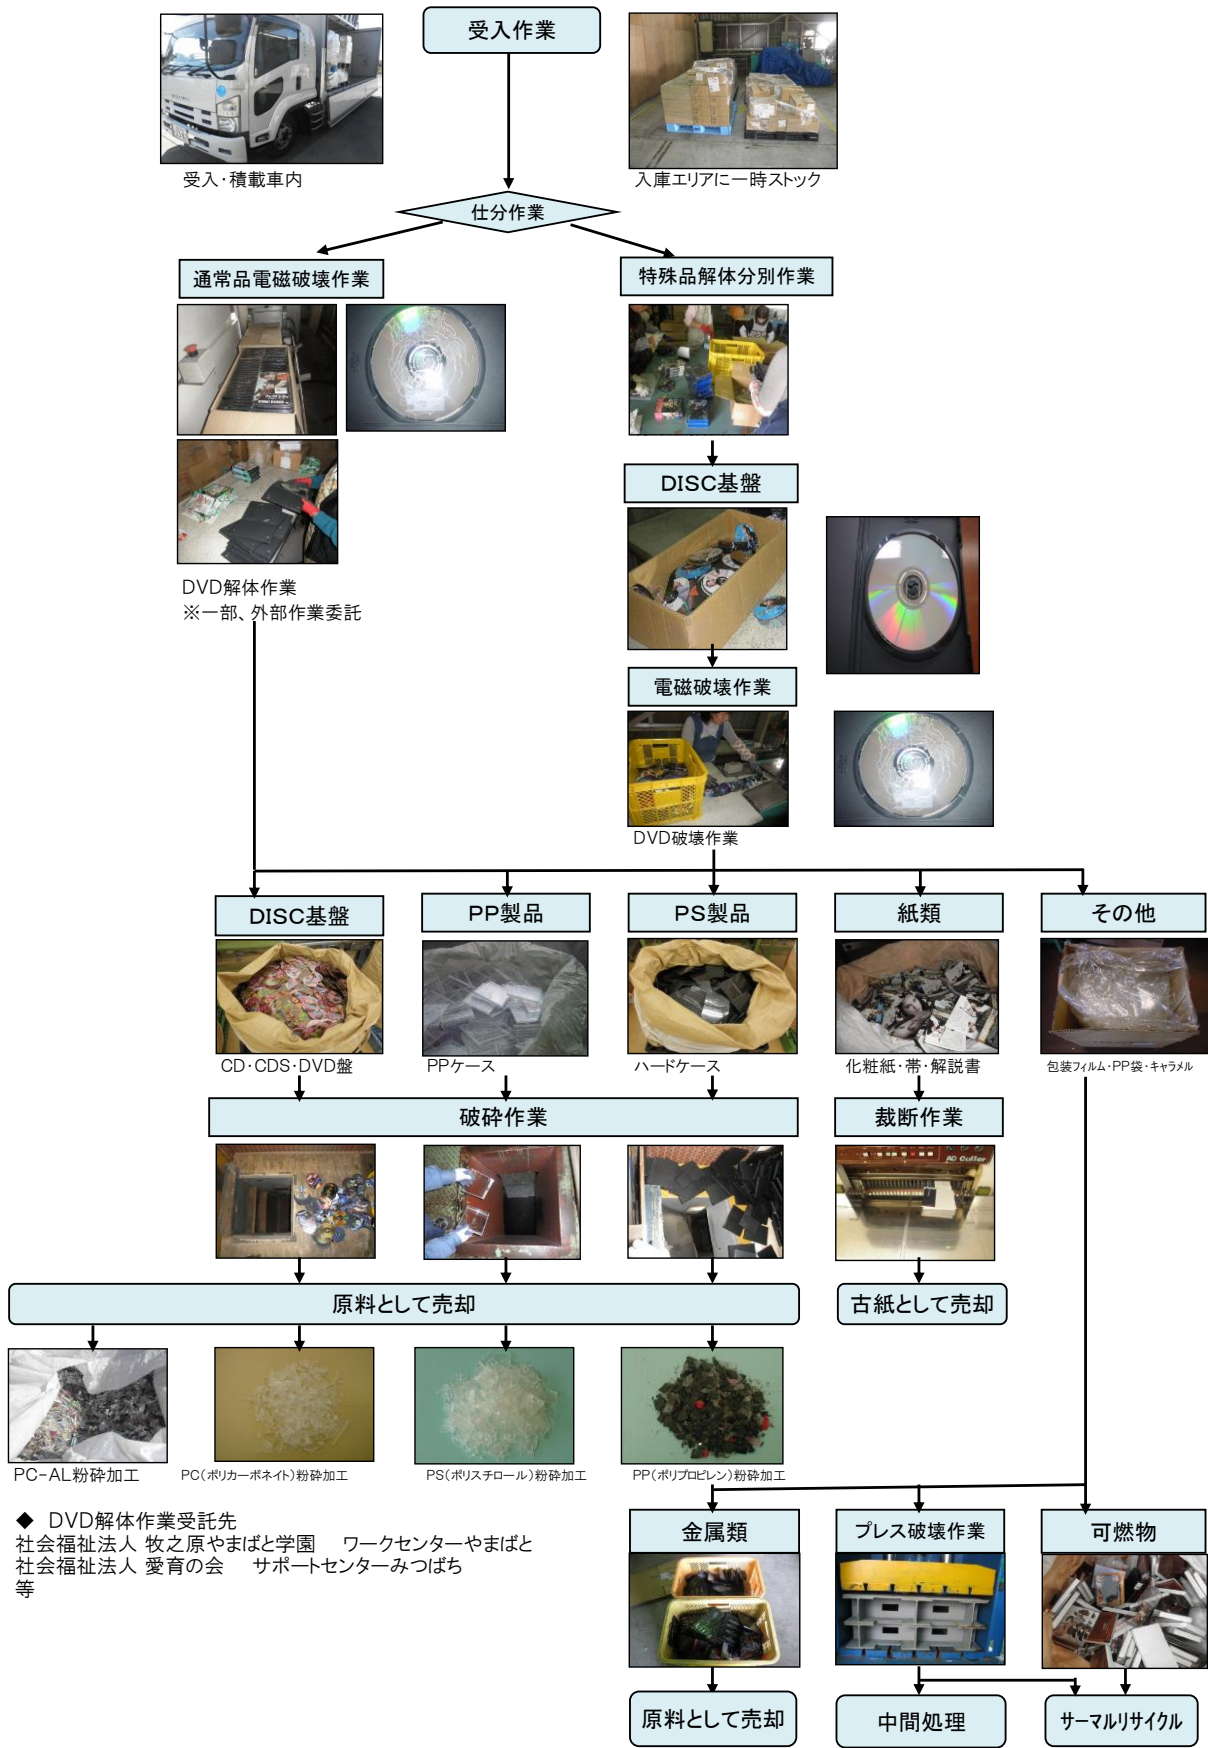 受入作業
受入・積載車内
入庫エリアに一時ストック
仕分作業
通常品電磁破壊作業
特殊品解体分別作業
DISC基盤
DVD解体作業
※一部、外部作業委託
電磁破壊作業
DVD破壊作業
DISC基盤
PP製品
PS製品
紙類
その他
CD・CDS・DVD盤
PPケース
ハードケース
化粧紙・帯・解説書
包装フィルム・PP袋・キャラメル
破砕作業
裁断作業
AD Cutter
原料として売却
古紙として売却
PC-AL粉砕加工
PC(ポリカーボネイト)粉砕加工
PS(ポリスチロール)粉砕加工
PP(ポリプロピレン)粉砕加工
◆ DVD解体作業受託先
社会福祉法人 牧之原やまばと学園 ワークセンターやまばと
社会福祉法人 愛育の会 サポートセンターみつばち
等
金属類
プレス破壊作業
可燃物
原料として売却
中間処理
サーマルリサイクル